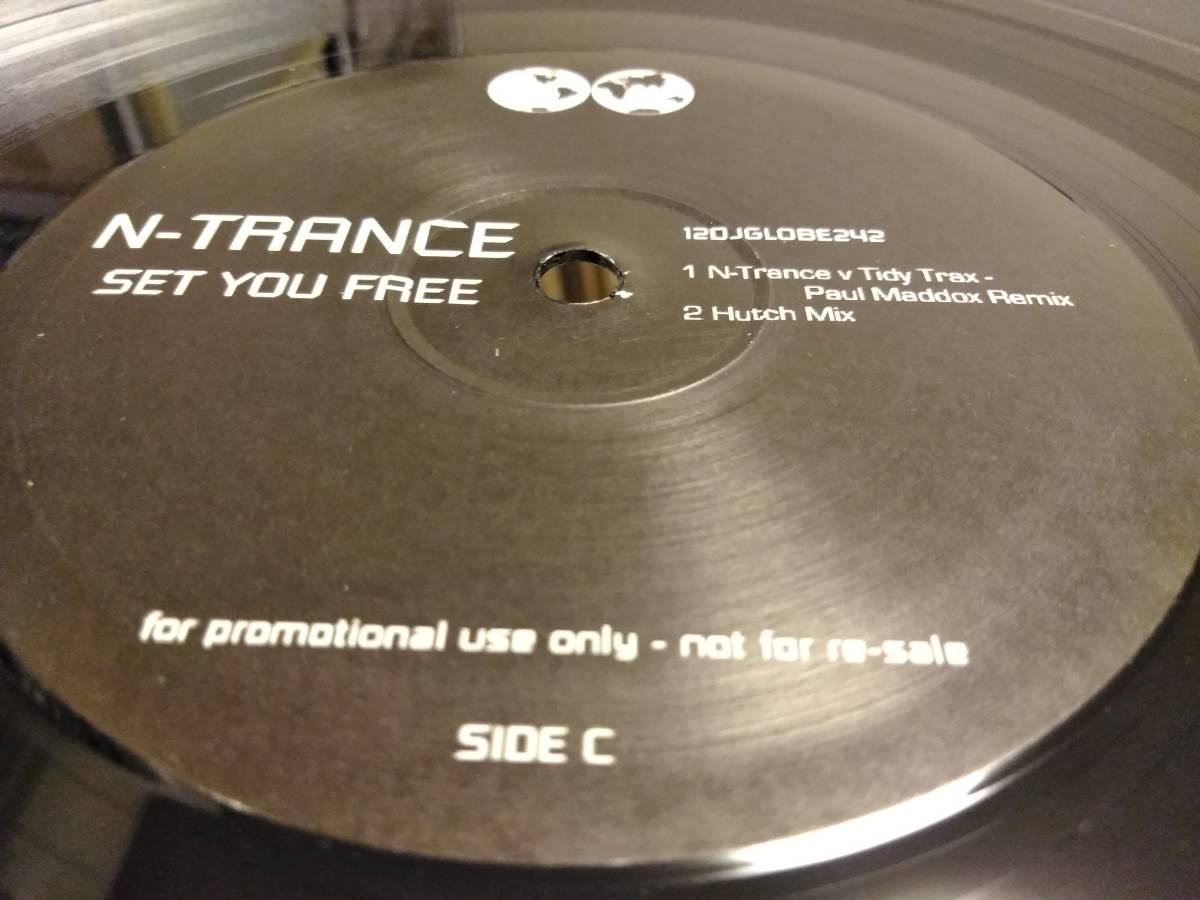 N-TRANCE
SET YOU FREE
12DJGLOBE242
1 N-Trance v Tidy Trax -
Paul Maddox Remix
2 Hutch Mix
for promotional use only - not for re-sale
SIDE C